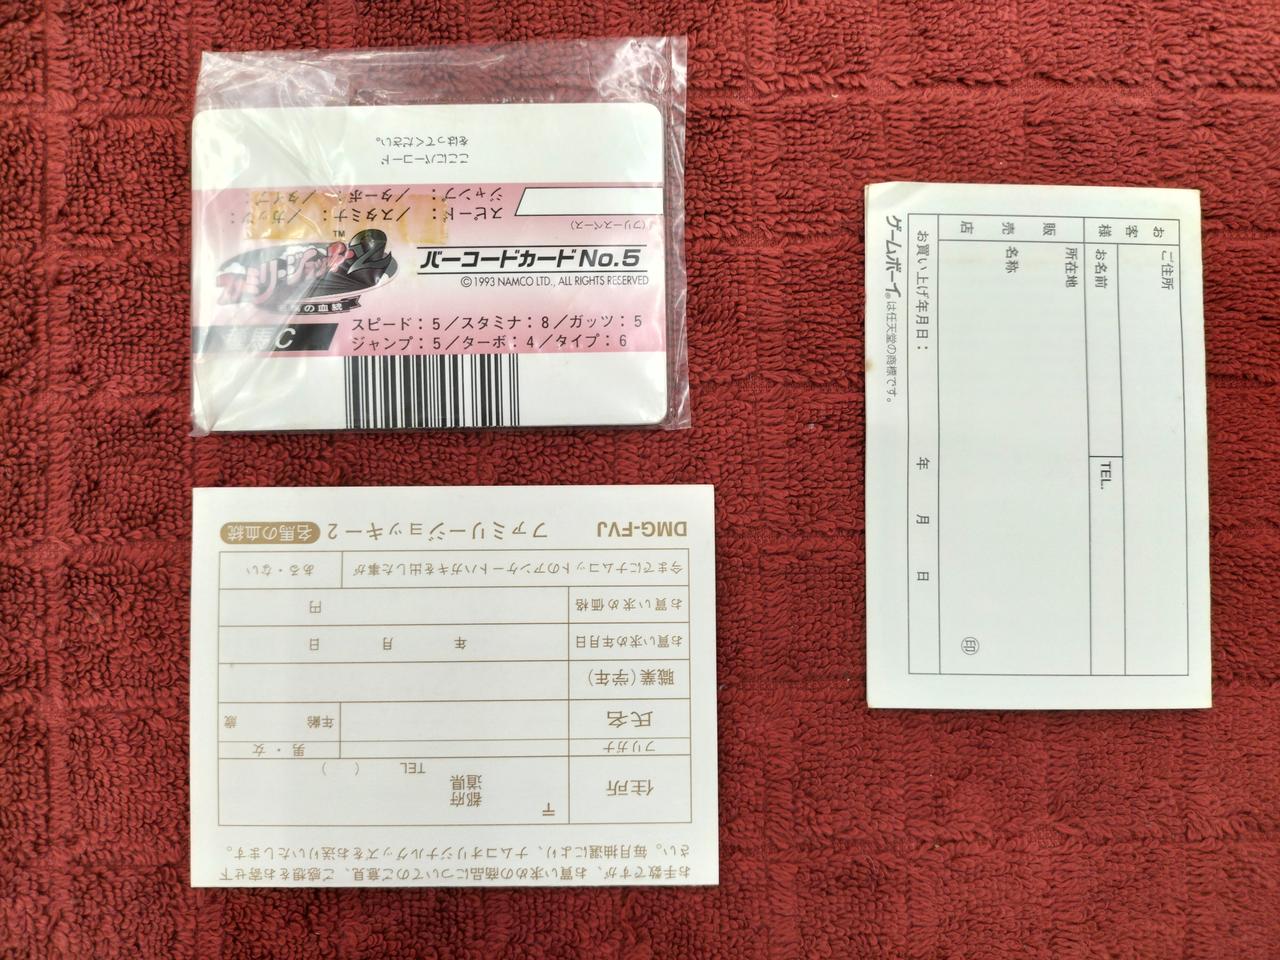 ここにバーコード
をはってください。
スピード: /スタミナ: /ガッツ:
ジャンプ: /ターボ: /タイプ:
(フリースペース)
ファミリージョッキー2
TM
名馬の血統
バーコードカードNo.5
©1993 NAMCO LTD., ALL RIGHTS RESERVED
スピード:5/スタミナ:8/ガッツ:5
ジャンプ:5/ターボ:4/タイプ:6
お手数ですが、お買い求めの商品についてのご意見、ご感想をお寄せ下
さい。毎月抽選により、ナムコオリジナルグッズをお送りいたします。
住所 〒 都府道県 TEL ( )
フリガナ 男・女
氏名 年齢 歳
職業(学年)
お買い求め年月日 年 月 日
お買い求め価格 円
今までにナムコットのアンケートハガキを出した事が ある・ない
DMG-FVJ ファミリージョッキー2 名馬の血統
お客様 ご住所
お名前 TEL.
販売店 所在地
名称 印
お買い上げ年月日: 年 月 日
ゲームボーイ®は任天堂の商標です。